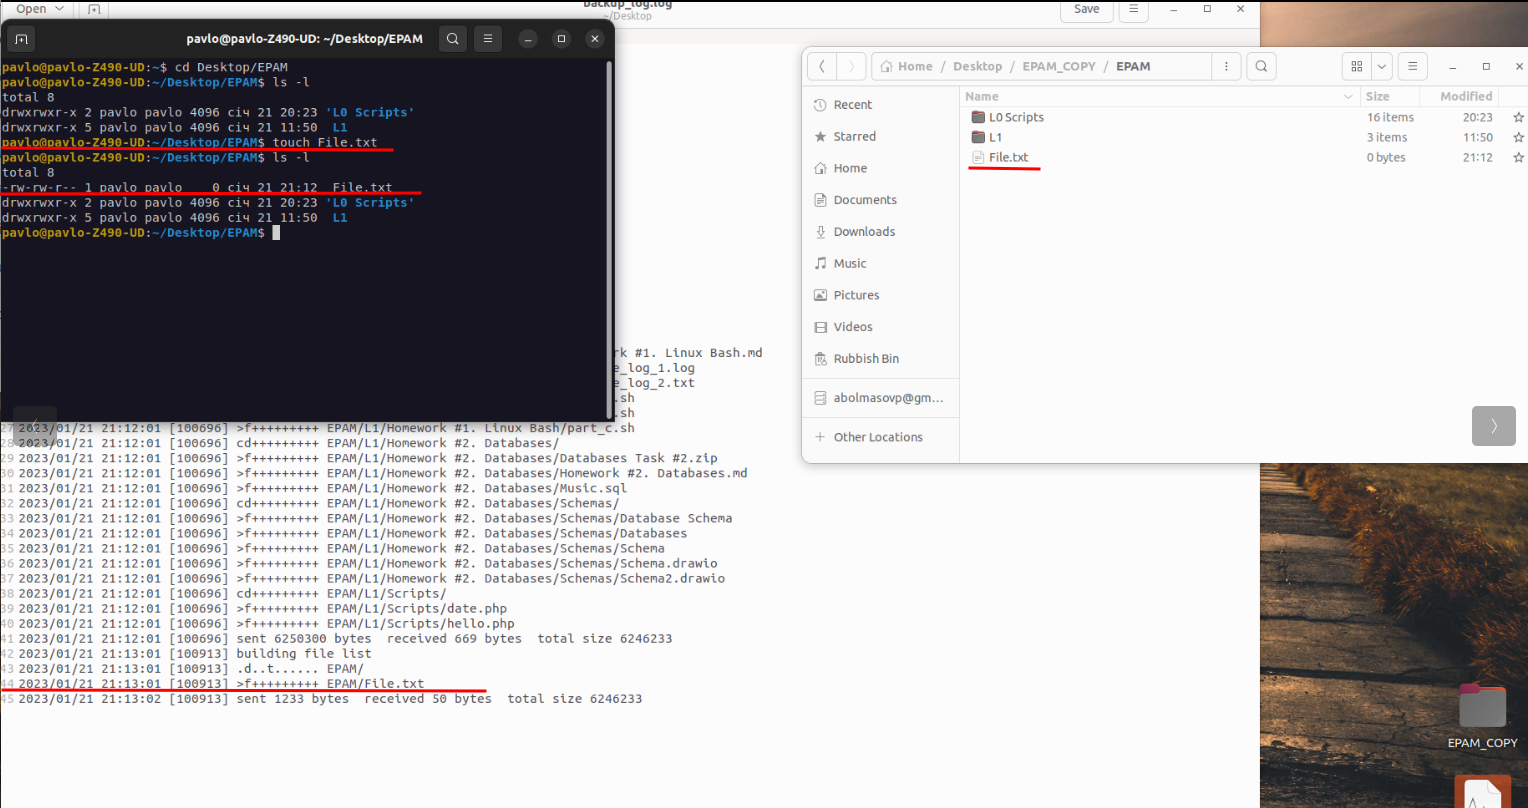 Open
backup_log.log
~/Desktop
Save
pavlo@pavlo-Z490-UD: ~/Desktop/EPAM
pavlo@pavlo-Z490-UD:~$ cd Desktop/EPAM
pavlo@pavlo-Z490-UD:~/Desktop/EPAM$ ls -l
total 8
drwxrwxr-x 2 pavlo pavlo 4096 січ 21 20:23 'L0 Scripts'
drwxrwxr-x 5 pavlo pavlo 4096 січ 21 11:50 L1
pavlo@pavlo-Z490-UD:~/Desktop/EPAM$ touch File.txt
pavlo@pavlo-Z490-UD:~/Desktop/EPAM$ ls -l
total 8
-rw-rw-r-- 1 pavlo pavlo 0 січ 21 21:12 File.txt
drwxrwxr-x 2 pavlo pavlo 4096 січ 21 20:23 'L0 Scripts'
drwxrwxr-x 5 pavlo pavlo 4096 січ 21 11:50 L1
pavlo@pavlo-Z490-UD:~/Desktop/EPAM$
#1. Linux Bash.md
e_log_1.log
e_log_2.txt
.sh
.sh
27 2023/01/21 21:12:01 [100696] >f+++++++++ EPAM/L1/Homework #1. Linux Bash/part_c.sh
28 2023/01/21 21:12:01 [100696] cd+++++++++ EPAM/L1/Homework #2. Databases/
29 2023/01/21 21:12:01 [100696] >f+++++++++ EPAM/L1/Homework #2. Databases/Databases Task #2.zip
30 2023/01/21 21:12:01 [100696] >f+++++++++ EPAM/L1/Homework #2. Databases/Homework #2. Databases.md
31 2023/01/21 21:12:01 [100696] >f+++++++++ EPAM/L1/Homework #2. Databases/Music.sql
32 2023/01/21 21:12:01 [100696] cd+++++++++ EPAM/L1/Homework #2. Databases/Schemas/
33 2023/01/21 21:12:01 [100696] >f+++++++++ EPAM/L1/Homework #2. Databases/Schemas/Database Schema
34 2023/01/21 21:12:01 [100696] >f+++++++++ EPAM/L1/Homework #2. Databases/Schemas/Databases
35 2023/01/21 21:12:01 [100696] >f+++++++++ EPAM/L1/Homework #2. Databases/Schemas/Schema
36 2023/01/21 21:12:01 [100696] >f+++++++++ EPAM/L1/Homework #2. Databases/Schemas/Schema.drawio
37 2023/01/21 21:12:01 [100696] >f+++++++++ EPAM/L1/Homework #2. Databases/Schemas/Schema2.drawio
38 2023/01/21 21:12:01 [100696] cd+++++++++ EPAM/L1/Scripts/
39 2023/01/21 21:12:01 [100696] >f+++++++++ EPAM/L1/Scripts/date.php
40 2023/01/21 21:12:01 [100696] >f+++++++++ EPAM/L1/Scripts/hello.php
41 2023/01/21 21:12:01 [100696] sent 6250300 bytes received 669 bytes total size 6246233
42 2023/01/21 21:13:01 [100913] building file list
43 2023/01/21 21:13:01 [100913] .d..t...... EPAM/
44 2023/01/21 21:13:01 [100913] >f+++++++++ EPAM/File.txt
45 2023/01/21 21:13:02 [100913] sent 1233 bytes received 50 bytes total size 6246233
Home / Desktop / EPAM_COPY / EPAM
Recent
Starred
Home
Documents
Downloads
Music
Pictures
Videos
Rubbish Bin
abolmasovp@gm...
Other Locations
Name Size Modified
L0 Scripts 16 items 20:23
L1 3 items 11:50
File.txt 0 bytes 21:12
EPAM_COPY